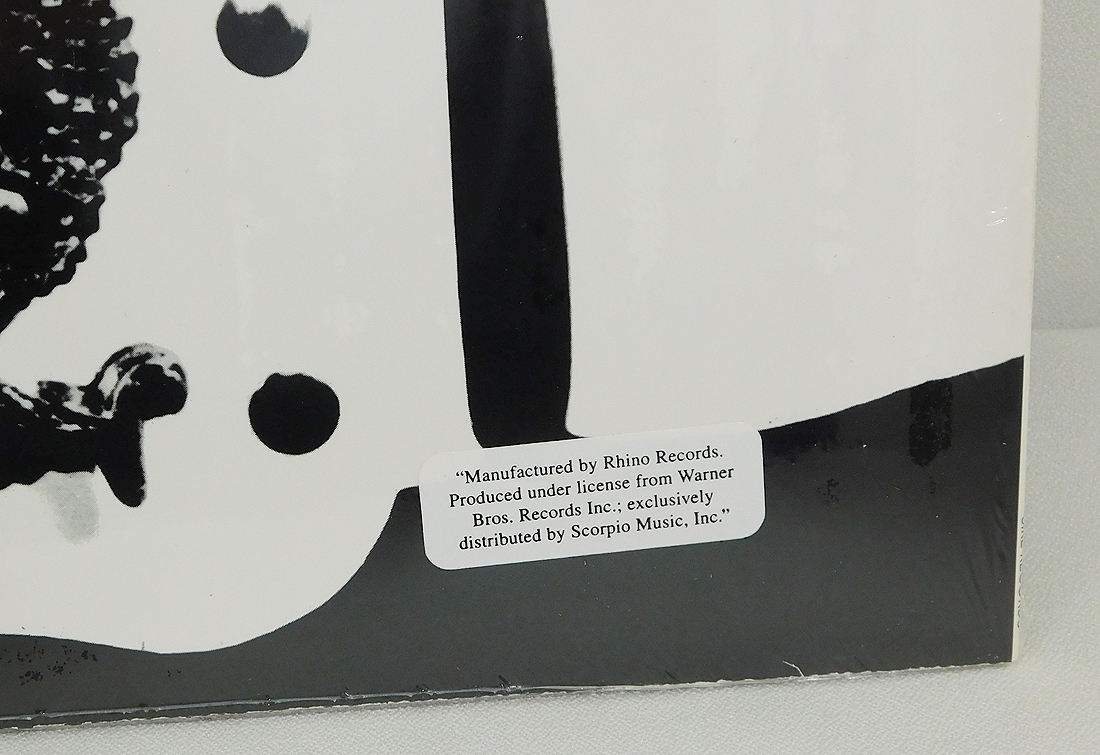 “Manufactured by Rhino Records.
Produced under license from Warner
Bros. Records Inc.; exclusively
distributed by Scorpio Music, Inc.”